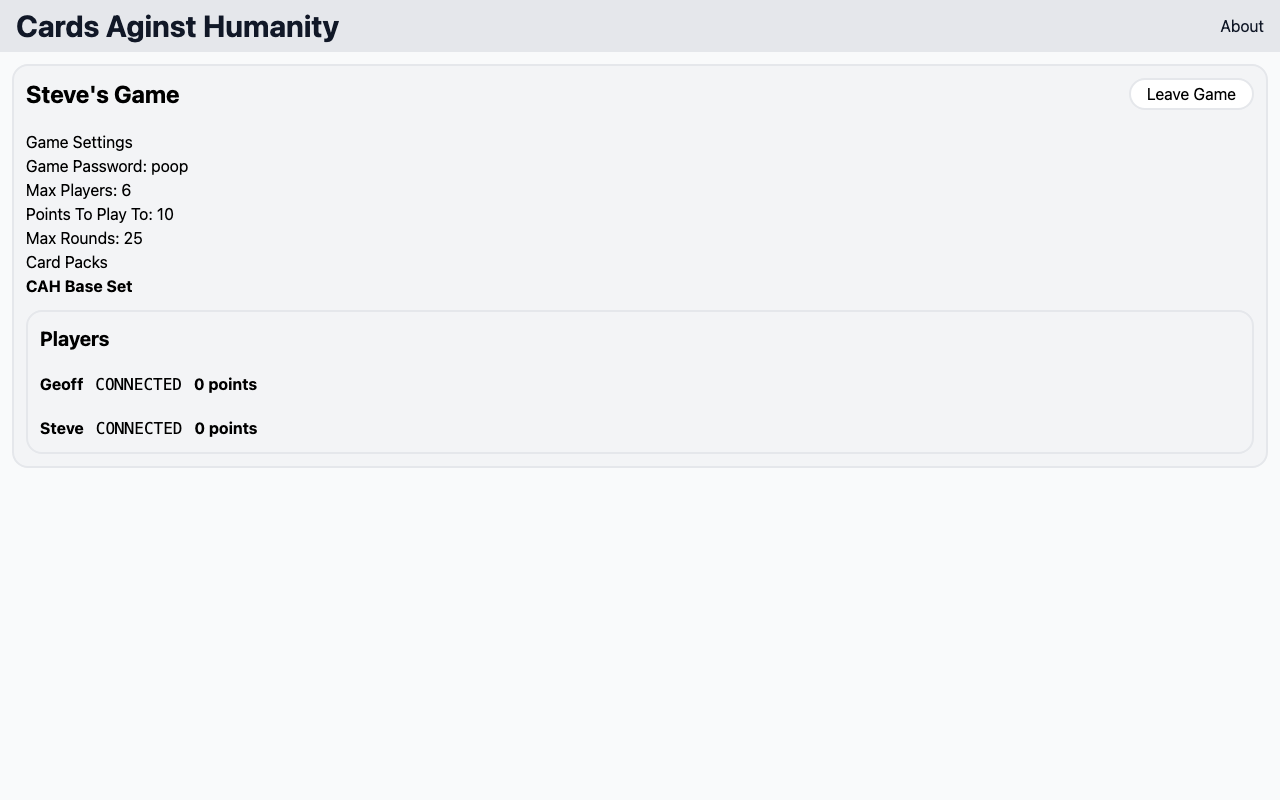 Cards Aginst Humanity
About
Steve's Game
Leave Game
Game Settings
Game Password: poop
Max Players: 6
Points To Play To: 10
Max Rounds: 25
Card Packs
CAH Base Set
Players
Geoff CONNECTED 0 points
Steve CONNECTED 0 points